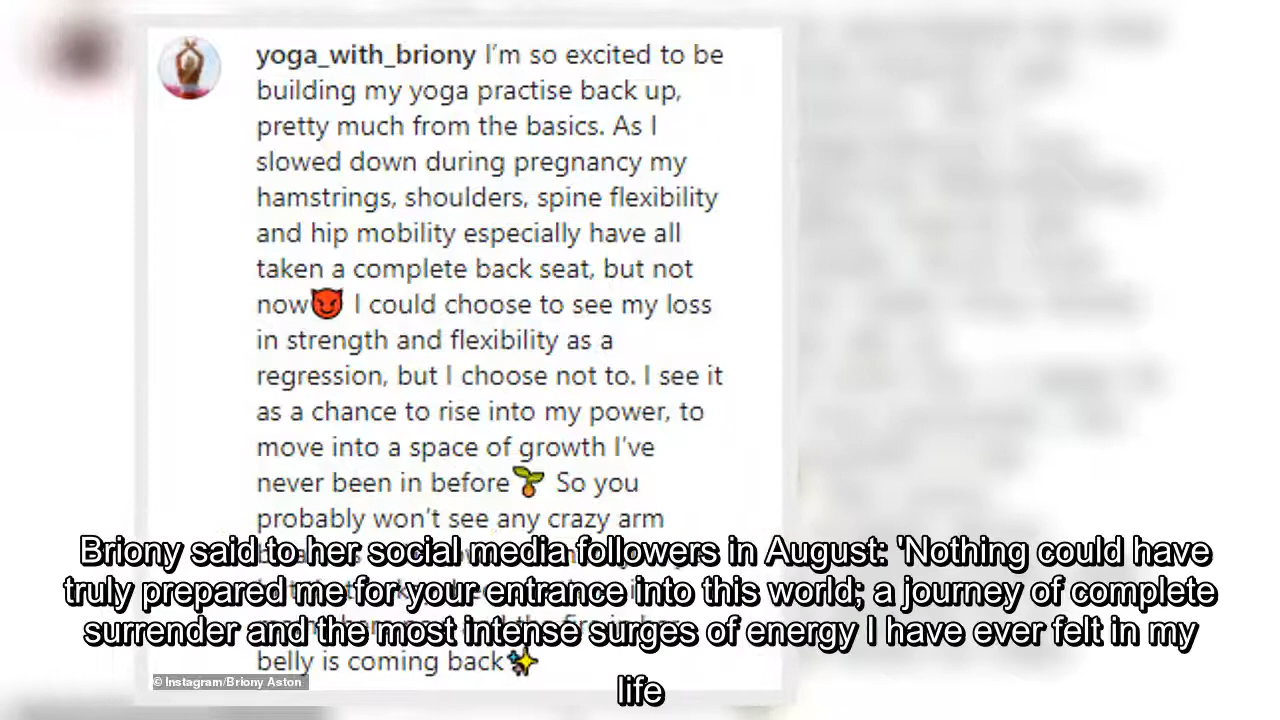 yoga_with_briony I'm so excited to be
building my yoga practise back up,
pretty much from the basics. As I
slowed down during pregnancy my
hamstrings, shoulders, spine flexibility
and hip mobility especially have all
taken a complete back seat, but not
now😈 I could choose to see my loss
in strength and flexibility as a
regression, but I choose not to. I see it
as a chance to rise into my power, to
move into a space of growth I've
never been in before🌱 So you
probably won't see any crazy arm
belly is coming back✨
Briony said to her social media followers in August: 'Nothing could have
truly prepared me for your entrance into this world; a journey of complete
surrender and the most intense surges of energy I have ever felt in my
life
© Instagram/Briony Aston